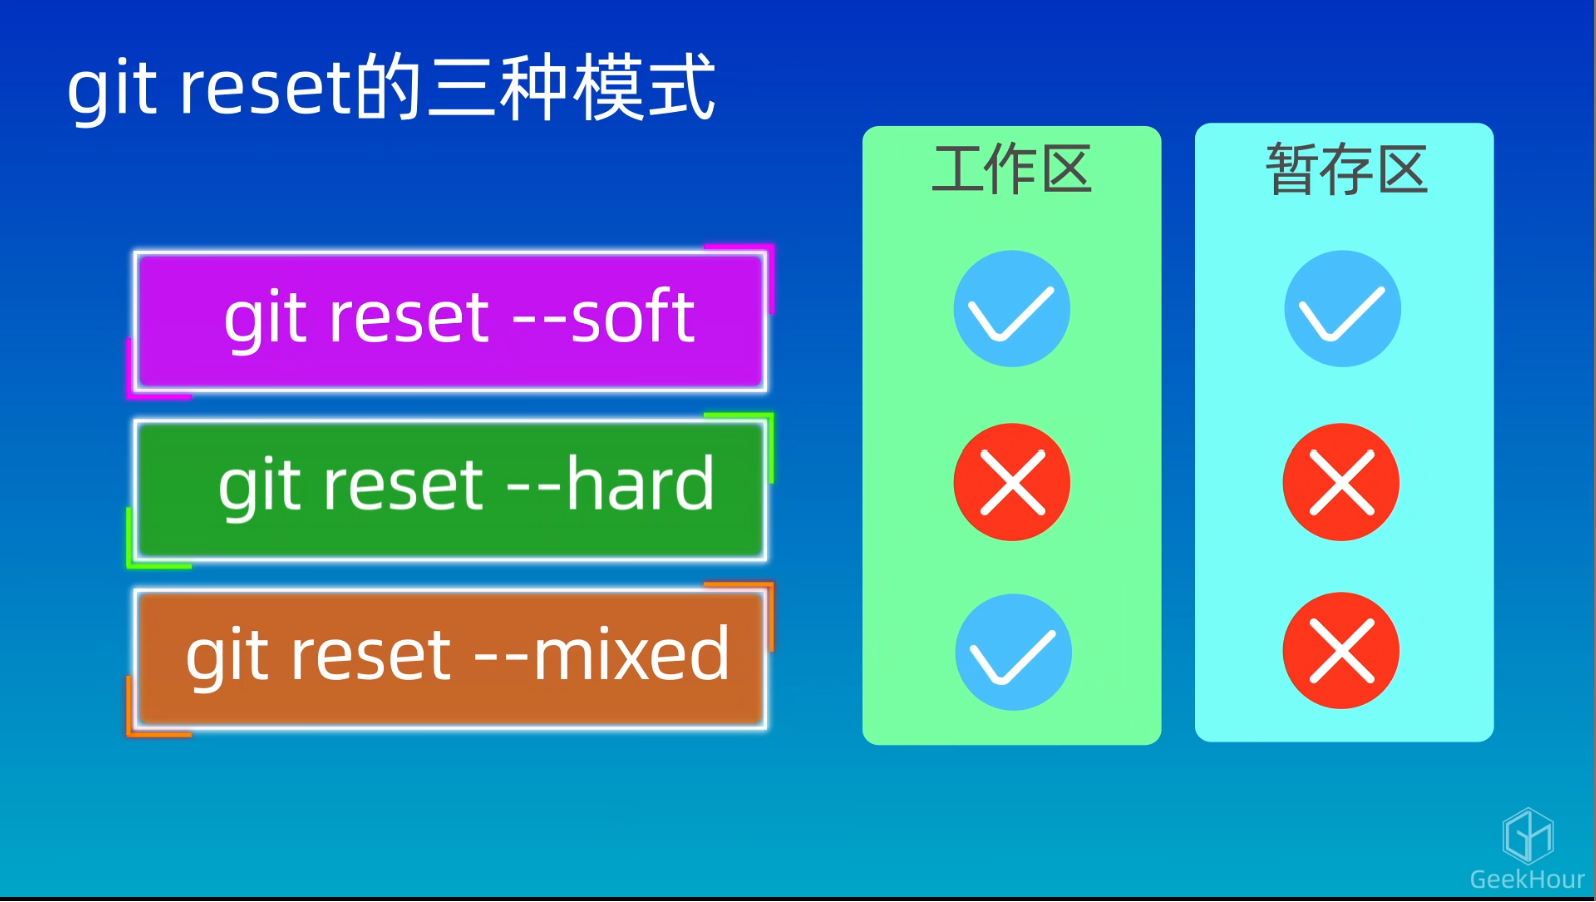 git reset的三种模式
工作区
暂存区
git reset --soft
git reset --hard
git reset --mixed
GeekHour